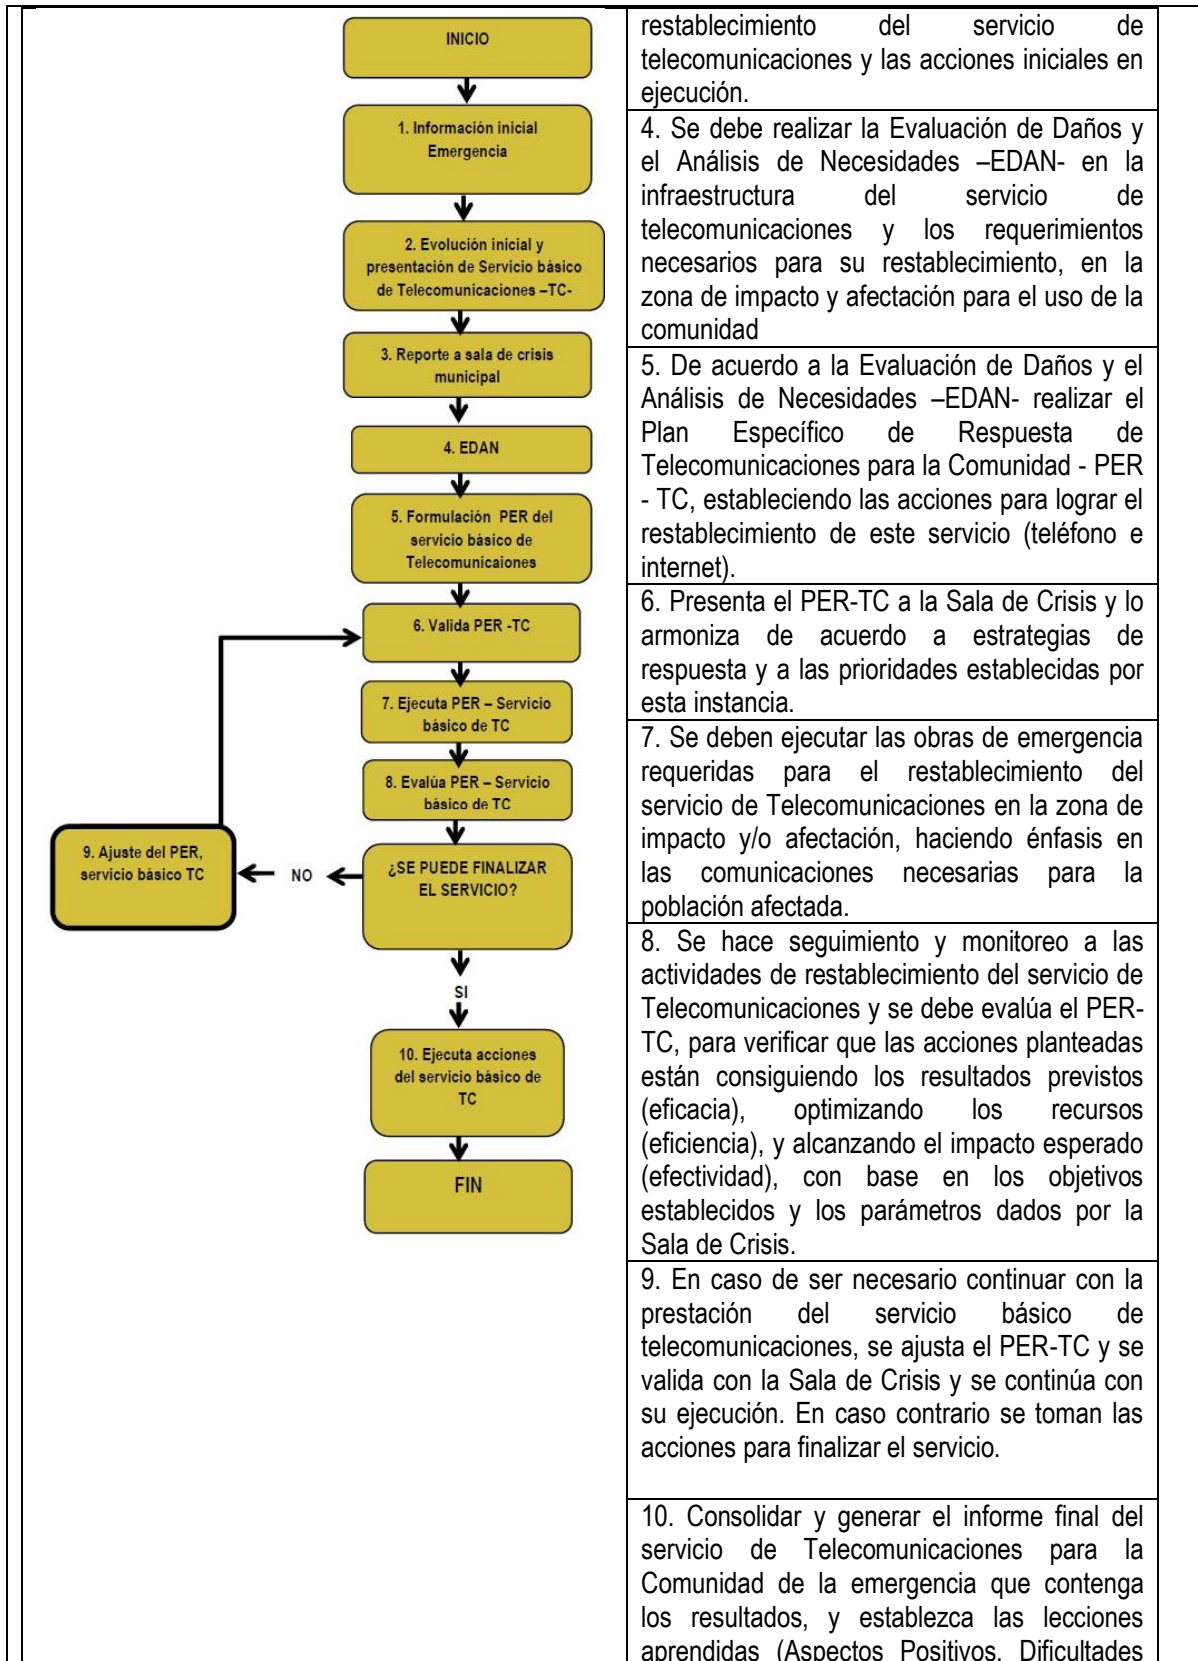 INICIO
1. Información inicial
Emergencia
2. Evolución inicial y
presentación de Servicio básico
de Telecomunicaciones –TC-
3. Reporte a sala de crisis
municipal
4. EDAN
5. Formulación PER del
servicio básico de
Telecomunicaiones
6. Valida PER -TC
7. Ejecuta PER – Servicio
básico de TC
8. Evalúa PER – Servicio
básico de TC
9. Ajuste del PER,
servicio básico TC
NO
¿SE PUEDE FINALIZAR
EL SERVICIO?
SI
10. Ejecuta acciones
del servicio básico de
TC
FIN
restablecimiento del servicio de
telecomunicaciones y las acciones iniciales en
ejecución.
4. Se debe realizar la Evaluación de Daños y
el Análisis de Necesidades –EDAN- en la
infraestructura del servicio de
telecomunicaciones y los requerimientos
necesarios para su restablecimiento, en la
zona de impacto y afectación para el uso de la
comunidad
5. De acuerdo a la Evaluación de Daños y el
Análisis de Necesidades –EDAN- realizar el
Plan Específico de Respuesta de
Telecomunicaciones para la Comunidad - PER
- TC, estableciendo las acciones para lograr el
restablecimiento de este servicio (teléfono e
internet).
6. Presenta el PER-TC a la Sala de Crisis y lo
armoniza de acuerdo a estrategias de
respuesta y a las prioridades establecidas por
esta instancia.
7. Se deben ejecutar las obras de emergencia
requeridas para el restablecimiento del
servicio de Telecomunicaciones en la zona de
impacto y/o afectación, haciendo énfasis en
las comunicaciones necesarias para la
población afectada.
8. Se hace seguimiento y monitoreo a las
actividades de restablecimiento del servicio de
Telecomunicaciones y se debe evalúa el PER-
TC, para verificar que las acciones planteadas
están consiguiendo los resultados previstos
(eficacia), optimizando los recursos
(eficiencia), y alcanzando el impacto esperado
(efectividad), con base en los objetivos
establecidos y los parámetros dados por la
Sala de Crisis.
9. En caso de ser necesario continuar con la
prestación del servicio básico de
telecomunicaciones, se ajusta el PER-TC y se
valida con la Sala de Crisis y se continúa con
su ejecución. En caso contrario se toman las
acciones para finalizar el servicio.
10. Consolidar y generar el informe final del
servicio de Telecomunicaciones para la
Comunidad de la emergencia que contenga
los resultados, y establezca las lecciones
aprendidas (Aspectos Positivos, Dificultades